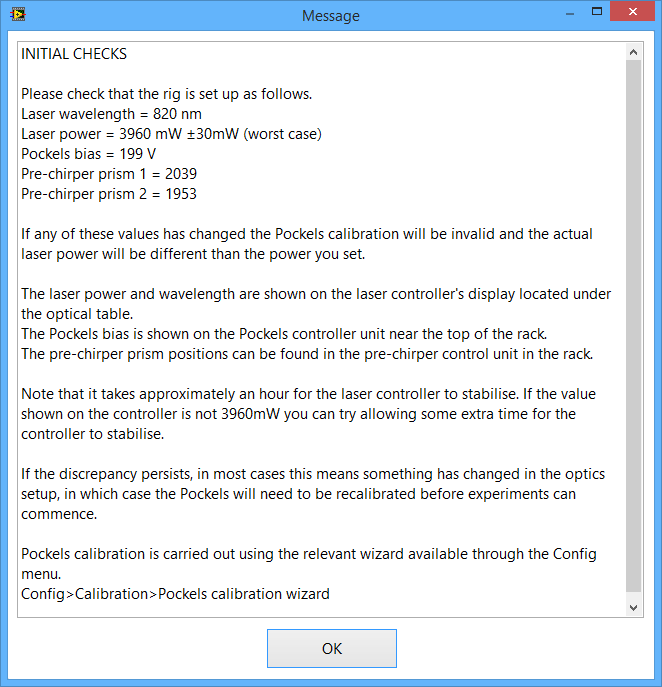 Message
INITIAL CHECKS
Please check that the rig is set up as follows.
Laser wavelength = 820 nm
Laser power = 3960 mW ±30mW (worst case)
Pockels bias = 199 V
Pre-chirper prism 1 = 2039
Pre-chirper prism 2 = 1953
If any of these values has changed the Pockels calibration will be invalid and the actual
laser power will be different than the power you set.
The laser power and wavelength are shown on the laser controller's display located under
the optical table.
The Pockels bias is shown on the Pockels controller unit near the top of the rack.
The pre-chirper prism positions can be found in the pre-chirper control unit in the rack.
Note that it takes approximately an hour for the laser controller to stabilise. If the value
shown on the controller is not 3960mW you can try allowing some extra time for the
controller to stabilise.
If the discrepancy persists, in most cases this means something has changed in the optics
setup, in which case the Pockels will need to be recalibrated before experiments can
commence.
Pockels calibration is carried out using the relevant wizard available through the Config
menu.
Config>Calibration>Pockels calibration wizard
OK